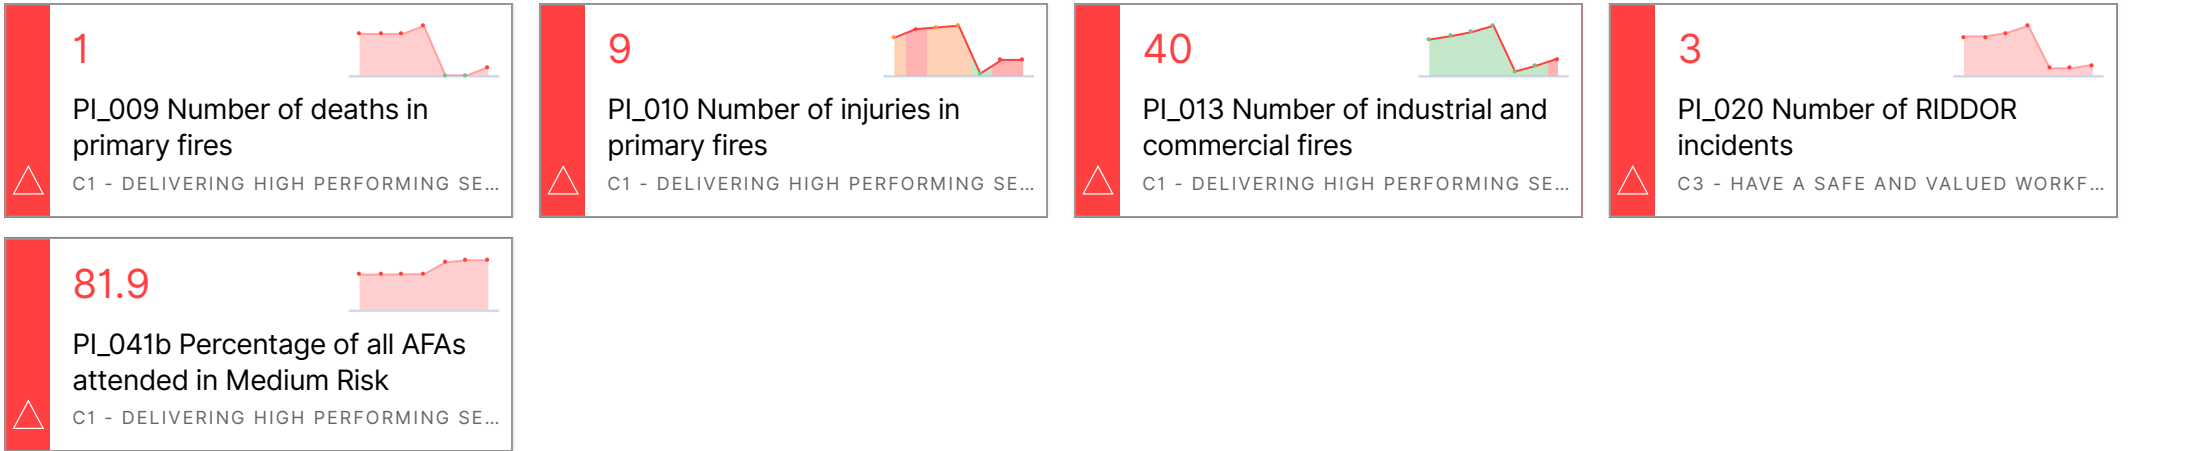 1
PI_009 Number of deaths in
primary fires
C1 - DELIVERING HIGH PERFORMING SE...
9
PI_010 Number of injuries in
primary fires
C1 - DELIVERING HIGH PERFORMING SE...
40
PI_013 Number of industrial and
commercial fires
C1 - DELIVERING HIGH PERFORMING SE...
3
PI_020 Number of RIDDOR
incidents
C3 - HAVE A SAFE AND VALUED WORKF...
81.9
PI_041b Percentage of all AFAs
attended in Medium Risk
C1 - DELIVERING HIGH PERFORMING SE...